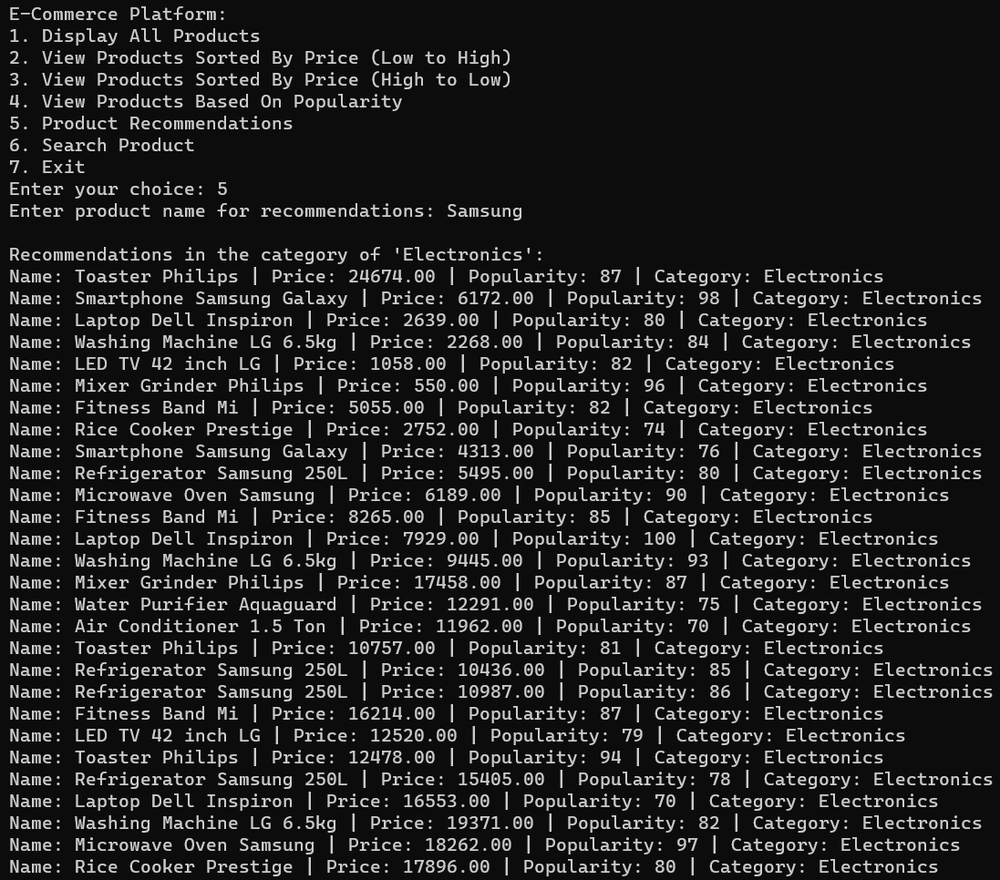 E-Commerce Platform:
1. Display All Products
2. View Products Sorted By Price (Low to High)
3. View Products Sorted By Price (High to Low)
4. View Products Based On Popularity
5. Product Recommendations
6. Search Product
7. Exit
Enter your choice: 5
Enter product name for recommendations: Samsung

Recommendations in the category of 'Electronics':
Name: Toaster Philips | Price: 24674.00 | Popularity: 87 | Category: Electronics
Name: Smartphone Samsung Galaxy | Price: 6172.00 | Popularity: 98 | Category: Electronics
Name: Laptop Dell Inspiron | Price: 2639.00 | Popularity: 80 | Category: Electronics
Name: Washing Machine LG 6.5kg | Price: 2268.00 | Popularity: 84 | Category: Electronics
Name: LED TV 42 inch LG | Price: 1058.00 | Popularity: 82 | Category: Electronics
Name: Mixer Grinder Philips | Price: 550.00 | Popularity: 96 | Category: Electronics
Name: Fitness Band Mi | Price: 5055.00 | Popularity: 82 | Category: Electronics
Name: Rice Cooker Prestige | Price: 2752.00 | Popularity: 74 | Category: Electronics
Name: Smartphone Samsung Galaxy | Price: 4313.00 | Popularity: 76 | Category: Electronics
Name: Refrigerator Samsung 250L | Price: 5495.00 | Popularity: 80 | Category: Electronics
Name: Microwave Oven Samsung | Price: 6189.00 | Popularity: 90 | Category: Electronics
Name: Fitness Band Mi | Price: 8265.00 | Popularity: 85 | Category: Electronics
Name: Laptop Dell Inspiron | Price: 7929.00 | Popularity: 100 | Category: Electronics
Name: Washing Machine LG 6.5kg | Price: 9445.00 | Popularity: 93 | Category: Electronics
Name: Mixer Grinder Philips | Price: 17458.00 | Popularity: 87 | Category: Electronics
Name: Water Purifier Aquaguard | Price: 12291.00 | Popularity: 75 | Category: Electronics
Name: Air Conditioner 1.5 Ton | Price: 11962.00 | Popularity: 70 | Category: Electronics
Name: Toaster Philips | Price: 10757.00 | Popularity: 81 | Category: Electronics
Name: Refrigerator Samsung 250L | Price: 10436.00 | Popularity: 85 | Category: Electronics
Name: Refrigerator Samsung 250L | Price: 10987.00 | Popularity: 86 | Category: Electronics
Name: Fitness Band Mi | Price: 16214.00 | Popularity: 87 | Category: Electronics
Name: LED TV 42 inch LG | Price: 12520.00 | Popularity: 79 | Category: Electronics
Name: Toaster Philips | Price: 12478.00 | Popularity: 94 | Category: Electronics
Name: Refrigerator Samsung 250L | Price: 15405.00 | Popularity: 78 | Category: Electronics
Name: Laptop Dell Inspiron | Price: 16553.00 | Popularity: 70 | Category: Electronics
Name: Washing Machine LG 6.5kg | Price: 19371.00 | Popularity: 82 | Category: Electronics
Name: Microwave Oven Samsung | Price: 18262.00 | Popularity: 97 | Category: Electronics
Name: Rice Cooker Prestige | Price: 17896.00 | Popularity: 80 | Category: Electronics